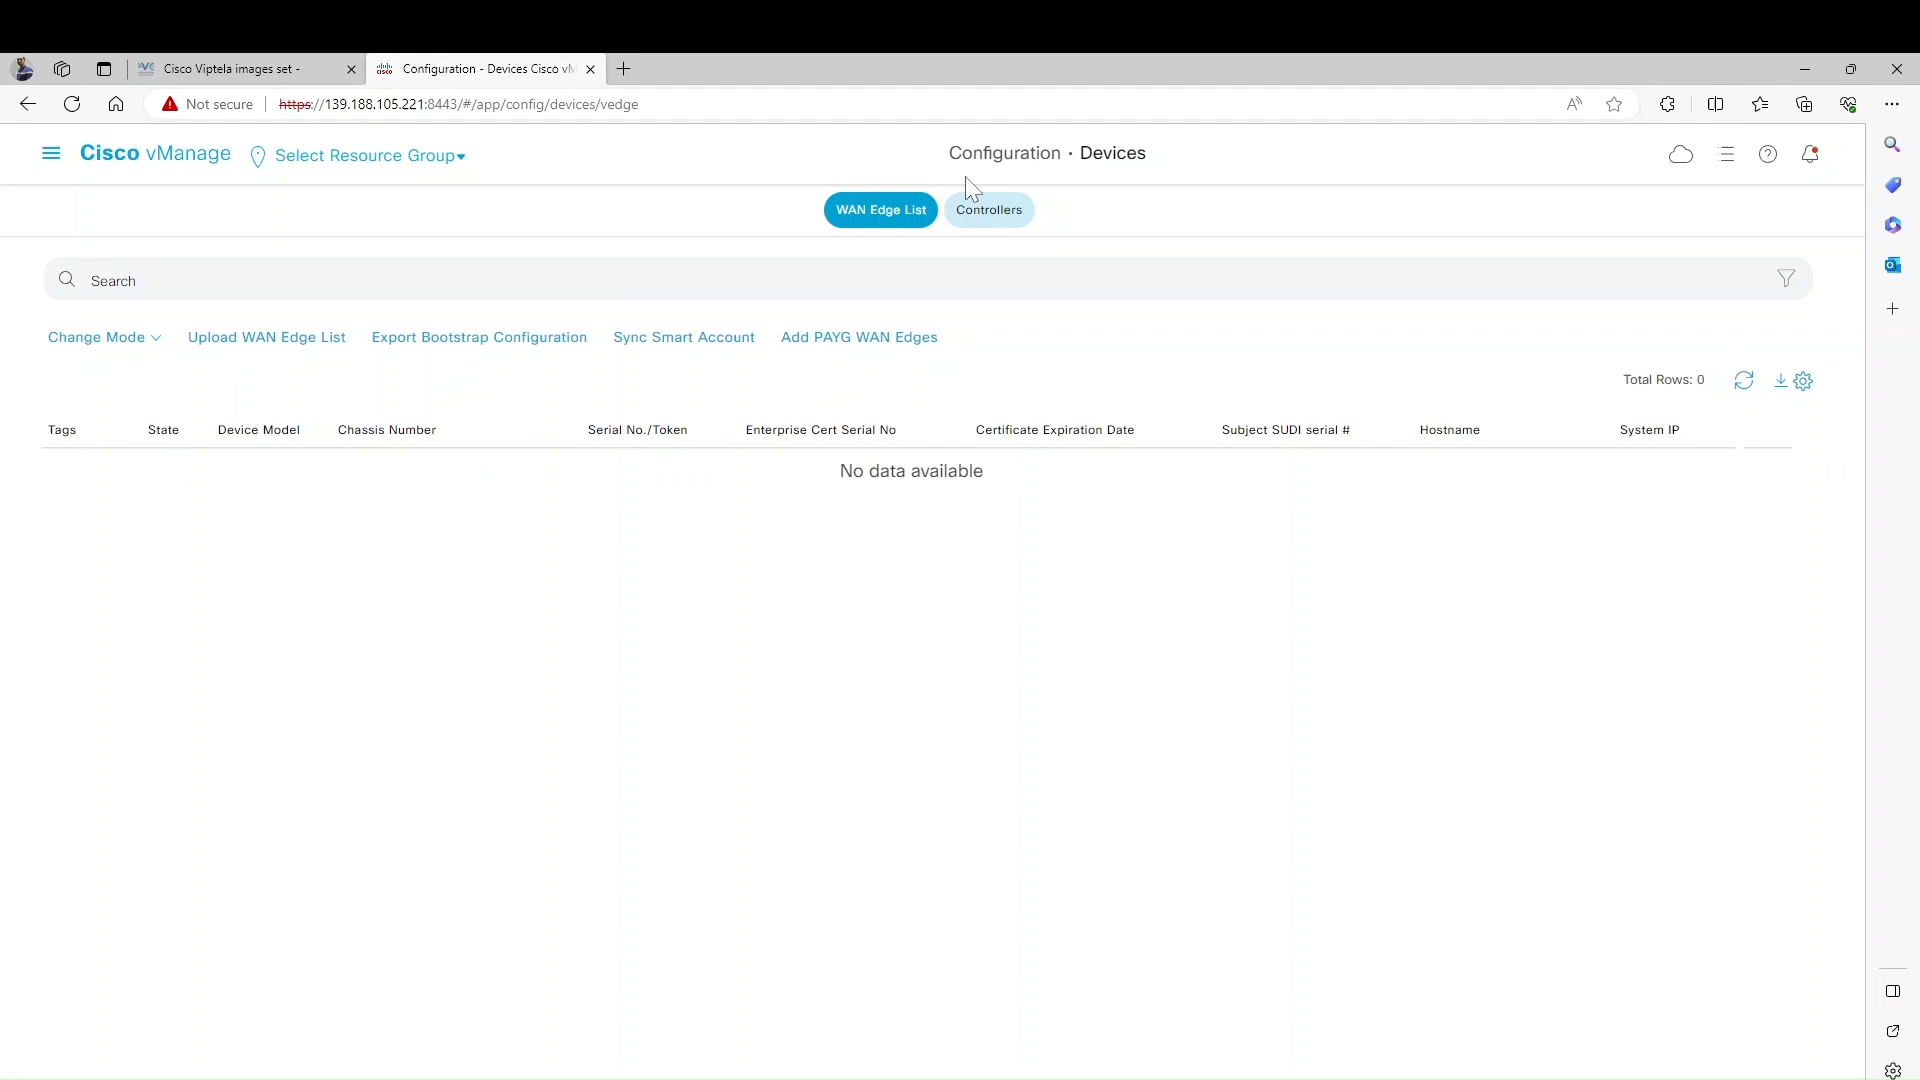 Cisco Viptela images set -
Configuration - Devices Cisco vM
Not secure
https://139.188.105.221:8443/#/app/config/devices/vedge
Cisco vManage
Select Resource Group
Configuration · Devices
WAN Edge List
Controllers
Search
Change Mode
Upload WAN Edge List
Export Bootstrap Configuration
Sync Smart Account
Add PAYG WAN Edges
Total Rows: 0
Tags
State
Device Model
Chassis Number
Serial No./Token
Enterprise Cert Serial No
Certificate Expiration Date
Subject SUDI serial #
Hostname
System IP
No data available